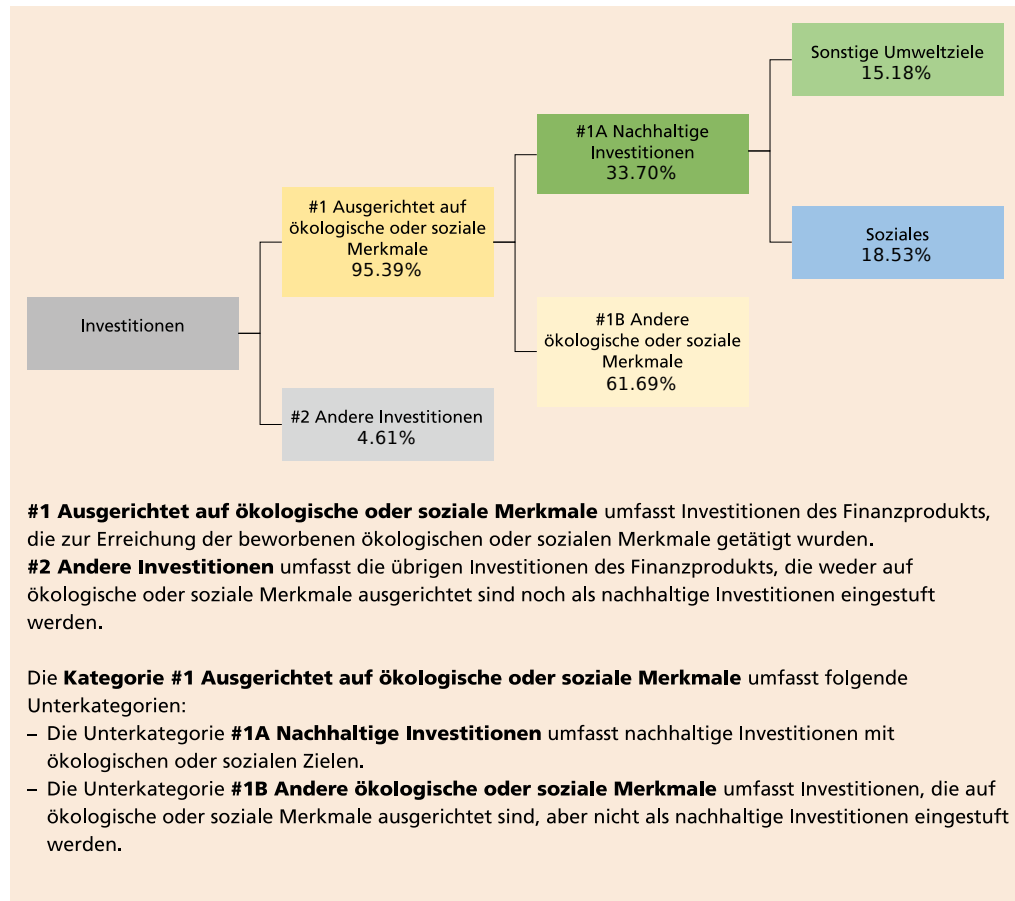 Sonstige Umweltziele
15.18%
#1A Nachhaltige
Investitionen
33.70%
#1 Ausgerichtet auf
ökologische oder soziale
Merkmale
95.39%
Soziales
18.53%
Investitionen
#1B Andere
ökologische oder soziale
Merkmale
61.69%
#2 Andere Investitionen
4.61%
#1 Ausgerichtet auf ökologische oder soziale Merkmale umfasst Investitionen des Finanzprodukts,
die zur Erreichung der beworbenen ökologischen oder sozialen Merkmale getätigt wurden.
#2 Andere Investitionen umfasst die übrigen Investitionen des Finanzprodukts, die weder auf
ökologische oder soziale Merkmale ausgerichtet sind noch als nachhaltige Investitionen eingestuft
werden.
Die Kategorie #1 Ausgerichtet auf ökologische oder soziale Merkmale umfasst folgende
Unterkategorien:
– Die Unterkategorie #1A Nachhaltige Investitionen umfasst nachhaltige Investitionen mit
ökologischen oder sozialen Zielen.
– Die Unterkategorie #1B Andere ökologische oder soziale Merkmale umfasst Investitionen, die auf
ökologische oder soziale Merkmale ausgerichtet sind, aber nicht als nachhaltige Investitionen eingestuft
werden.